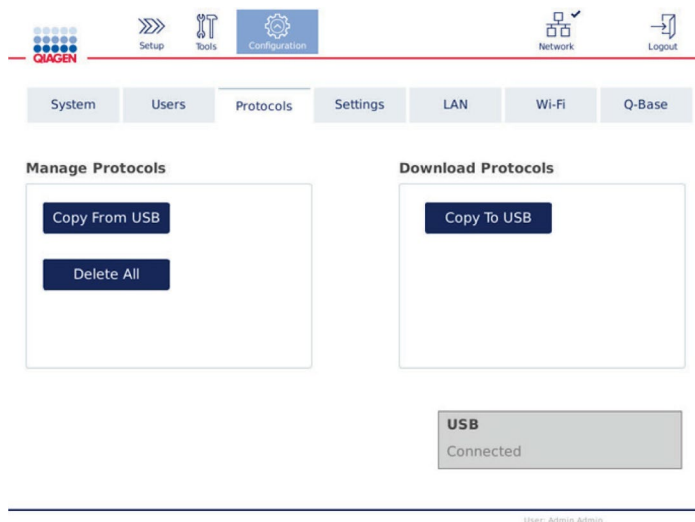 QIAGEN
Setup
Tools
Configuration
Network
Logout
System
Users
Protocols
Settings
LAN
Wi-Fi
Q-Base
Manage Protocols
Download Protocols
Copy From USB
Copy To USB
Delete All
USB
Connected
User: Admin Admin